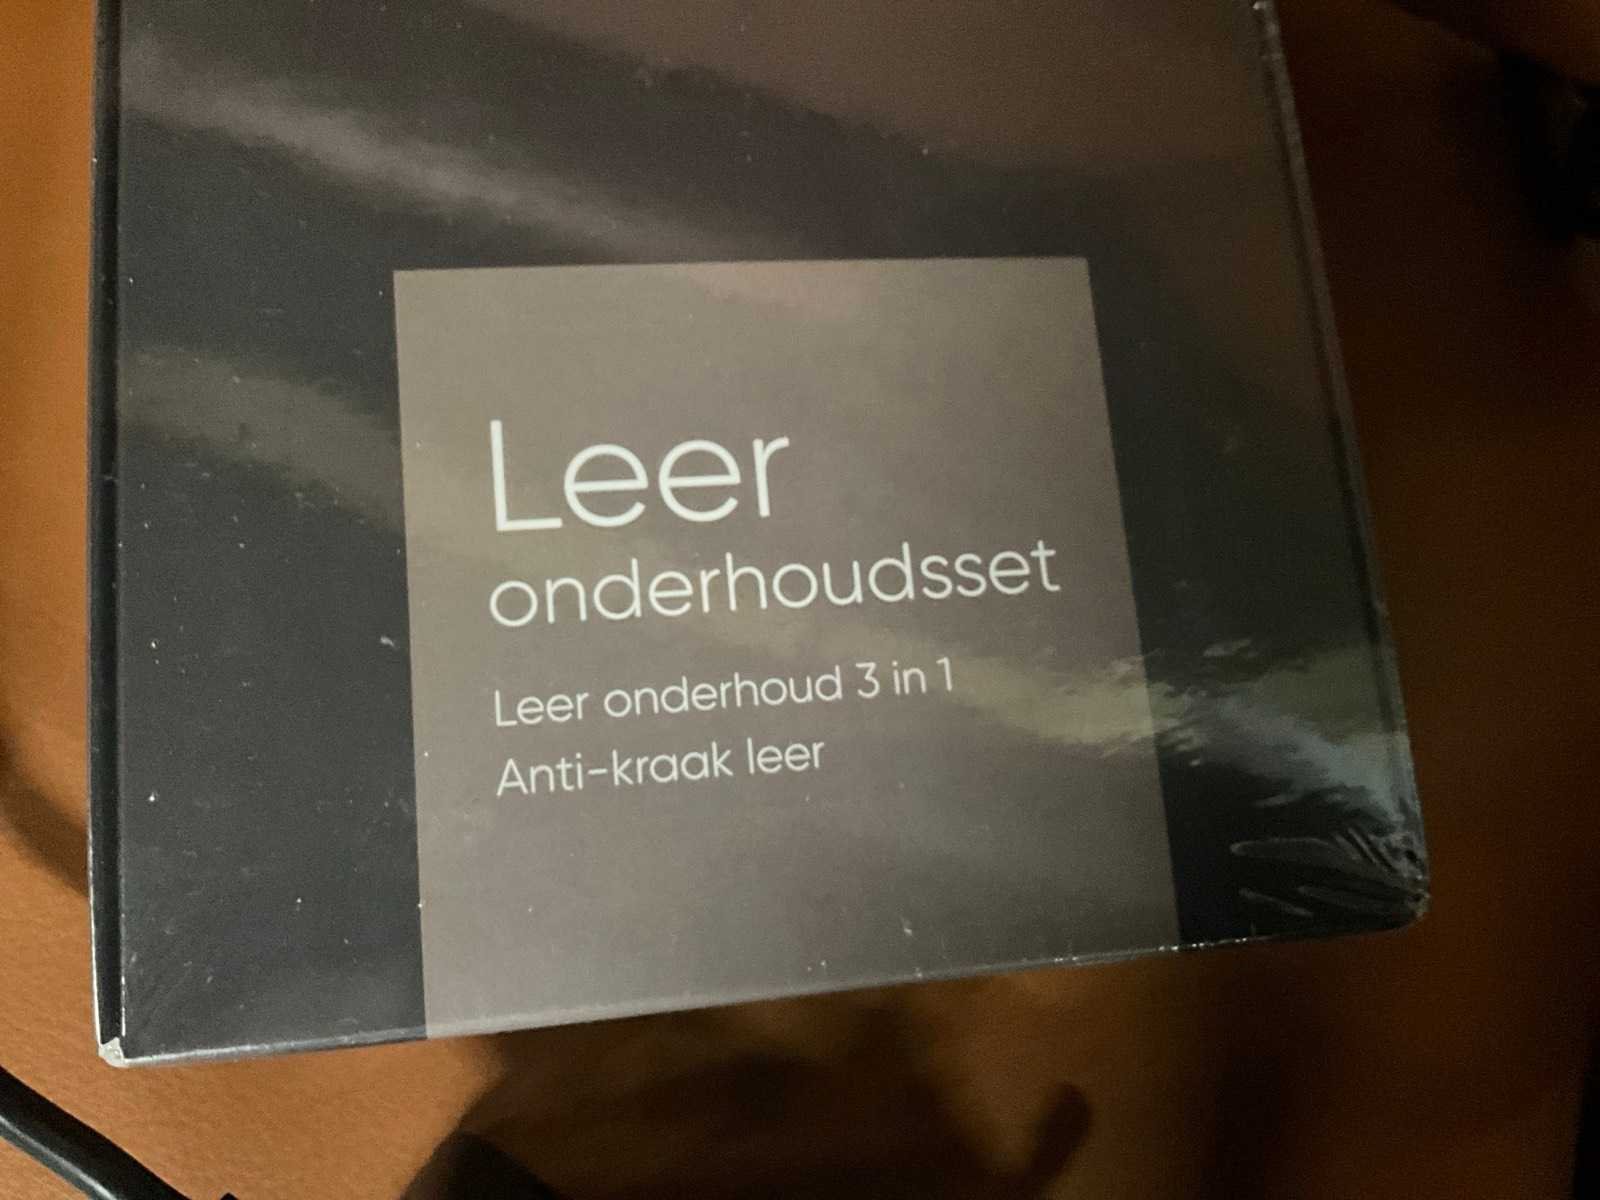 Leer
onderhoudsset
Leer onderhoud 3 in 1
Anti-kraak leer